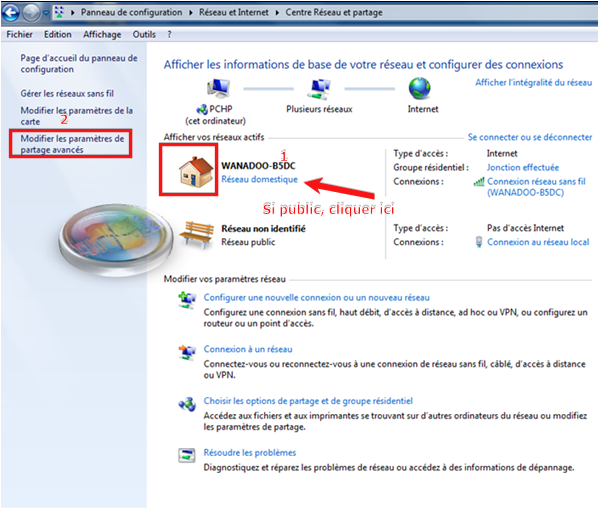 Panneau de configuration ▸ Réseau et Internet ▸ Centre Réseau et partage
Fichier Edition Affichage Outils ?
Page d'accueil du panneau de
configuration
Gérer les réseaux sans fil
Modifier les paramètres de la
carte
2
Modifier les paramètres de
partage avancés
Afficher les informations de base de votre réseau et configurer des connexions
Afficher l'intégralité du réseau
PCHP
(cet ordinateur)
Plusieurs réseaux
Internet
Afficher vos réseaux actifs
Se connecter ou se déconnecter
1
WANADOO-B5DC
Réseau domestique
Si public, cliquer ici
Type d'accès : Internet
Groupe résidentiel : Jonction effectuée
Connexions : Connexion réseau sans fil
(WANADOO-B5DC)
Réseau non identifié
Réseau public
Type d'accès : Pas d'accès Internet
Connexions : Connexion au réseau local
Modifier vos paramètres réseau
Configurer une nouvelle connexion ou un nouveau réseau
Configurez une connexion sans fil, haut débit, d'accès à distance, ad hoc ou VPN, ou configurez un
routeur ou un point d'accès.
Connexion à un réseau
Connectez-vous ou reconnectez-vous à une connexion de réseau sans fil, câblé, d'accès à distance
ou VPN.
Choisir les options de partage et de groupe résidentiel
Accédez aux fichiers et aux imprimantes se trouvant sur d'autres ordinateurs du réseau ou modifiez
les paramètres de partage.
Résoudre les problèmes
Diagnostiquez et réparez les problèmes de réseau ou accédez à des informations de dépannage.